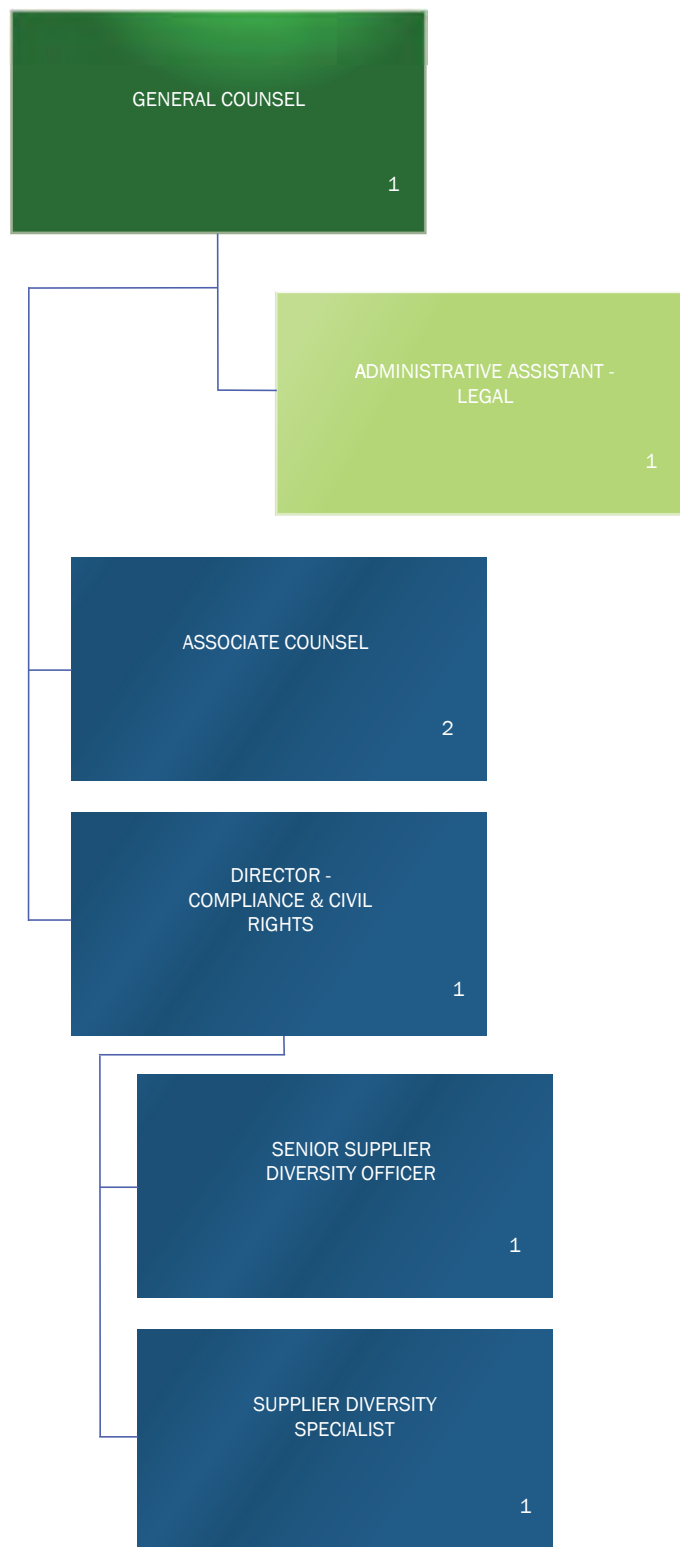 GENERAL COUNSEL
1
ADMINISTRATIVE ASSISTANT -
LEGAL
1
ASSOCIATE COUNSEL
2
DIRECTOR -
COMPLIANCE & CIVIL
RIGHTS
1
SENIOR SUPPLIER
DIVERSITY OFFICER
1
SUPPLIER DIVERSITY
SPECIALIST
1